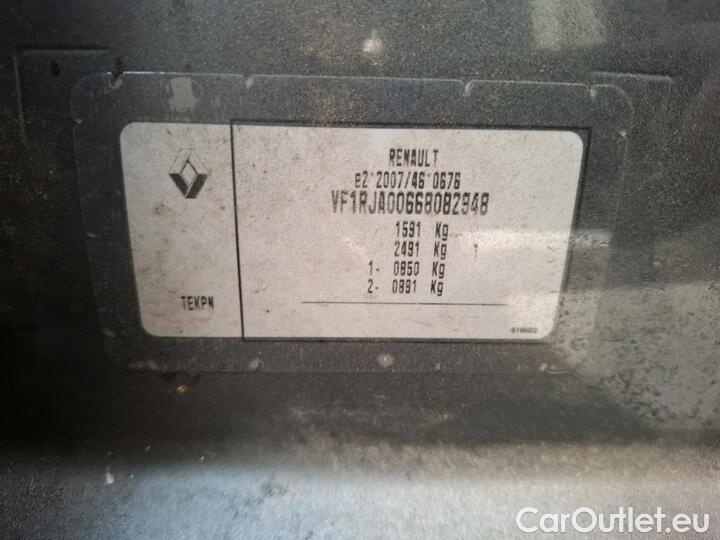 RENAULT
e2*2007/46*0676
VF1RJA00668082948
1591 Kg
2491 Kg
1- 0850 Kg
2- 0891 Kg
TEKPN
CarOutlet.eu